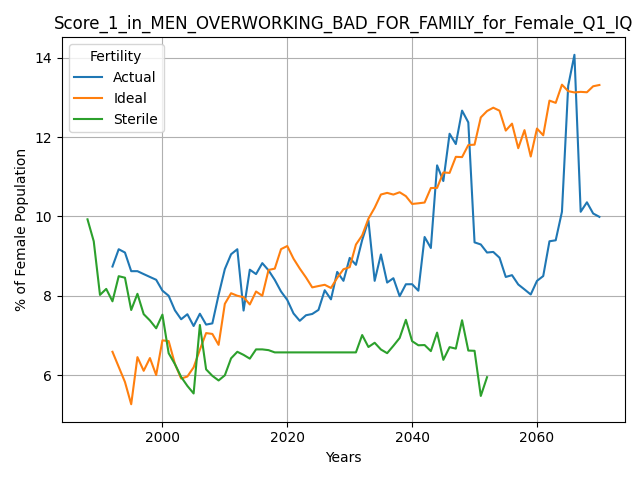 Score_1_in_MEN_OVERWORKING_BAD_FOR_FAMILY_for_Female_Q1_IQ
Fertility
Actual
Ideal
Sterile
% of Female Population
14
12
10
8
6
2000 2020 2040 2060
Years